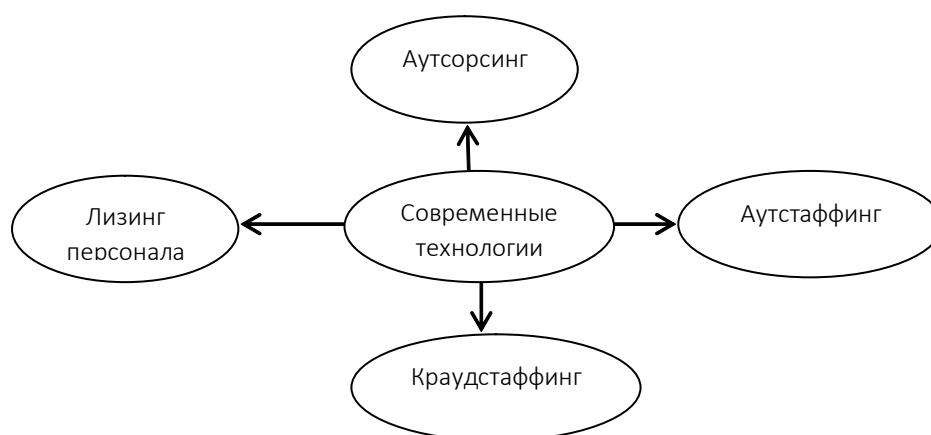 Аутсорсинг
Лизинг
персонала
Современные
технологии
Аутстаффинг
Краудстаффинг